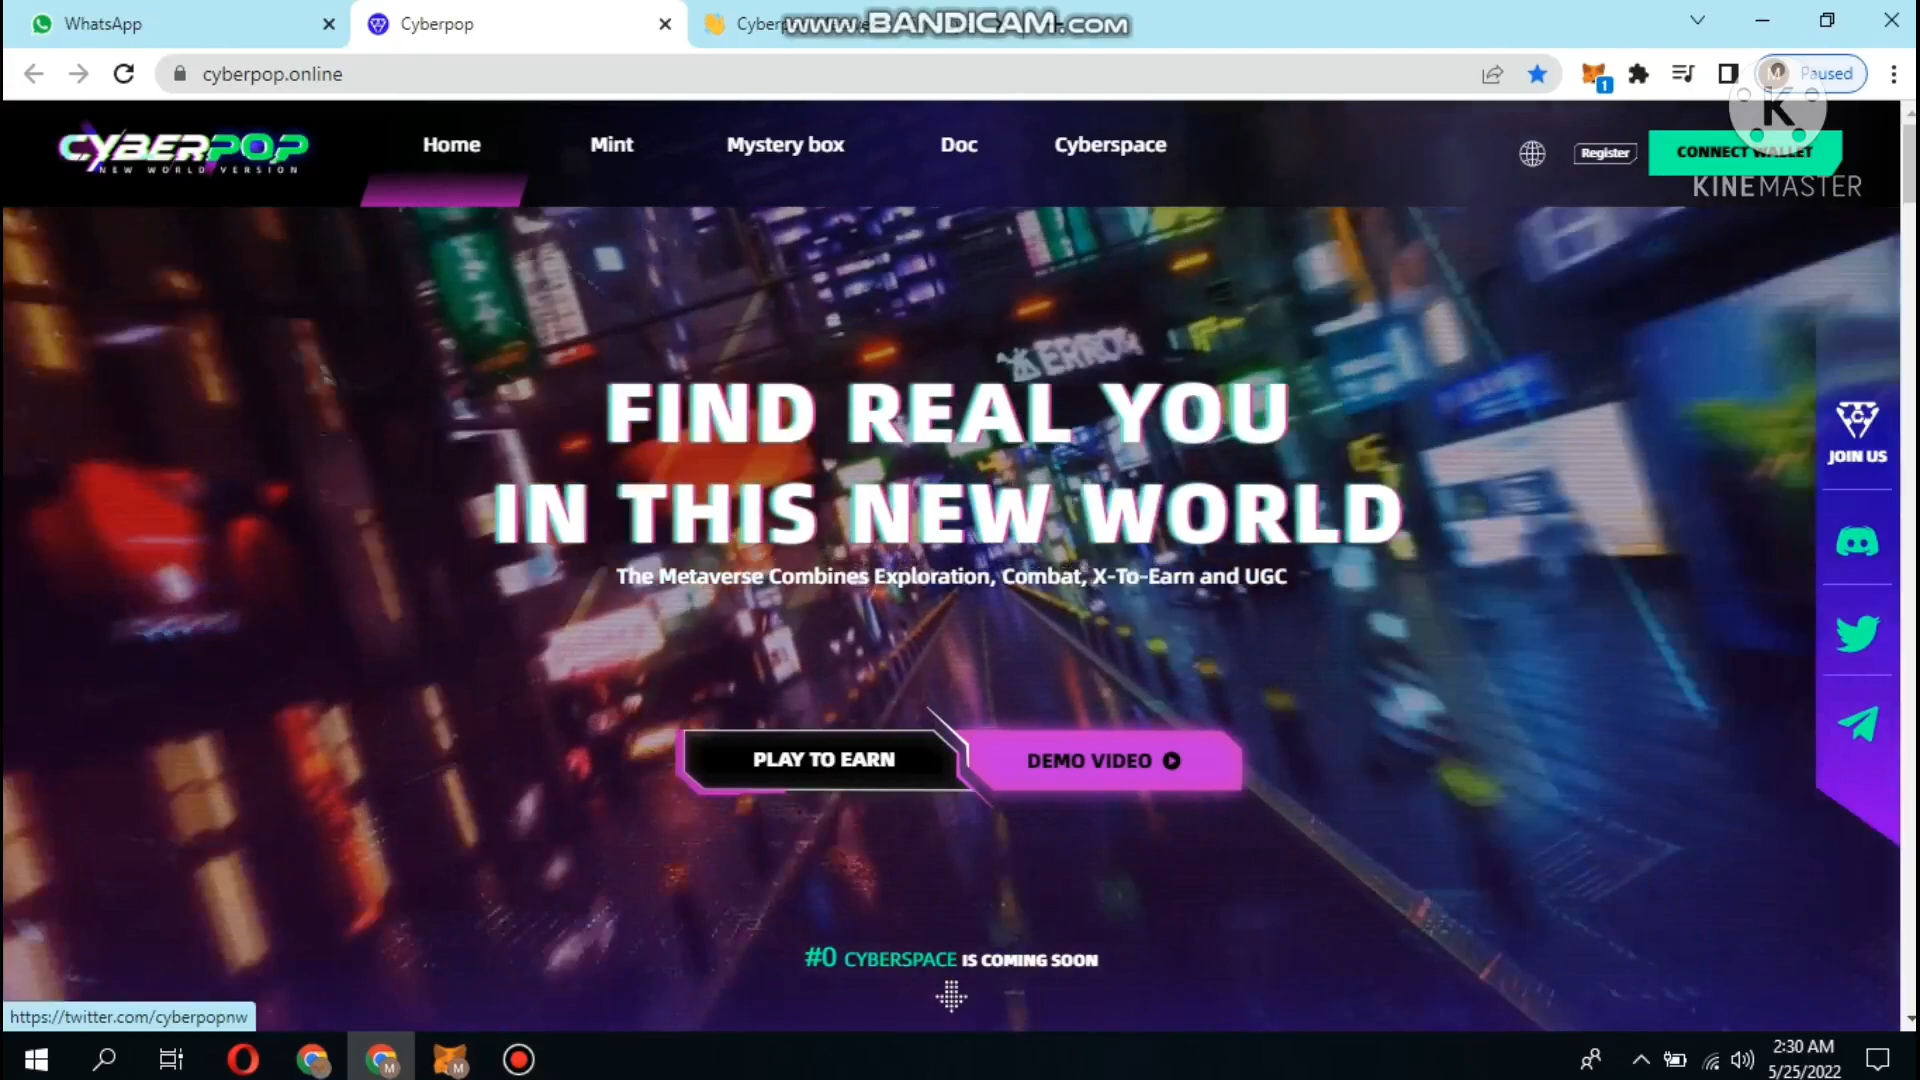 WhatsApp
Cyberpop
Cyberp
www.BANDICAM.com
cyberpop.online
1
M
Paused
K
CYBERPOP
NEW WORLD VERSION
Home
Mint
Mystery box
Doc
Cyberspace
Register
CONNECT WALLET
KINEMASTER
ERROR
FIND REAL YOU
IN THIS NEW WORLD
The Metaverse Combines Exploration, Combat, X-To-Earn and UGC
JOIN US
PLAY TO EARN
DEMO VIDEO
#0 CYBERSPACE IS COMING SOON
https://twitter.com/cyberpopnw
M
M
2:30 AM
5/25/2022